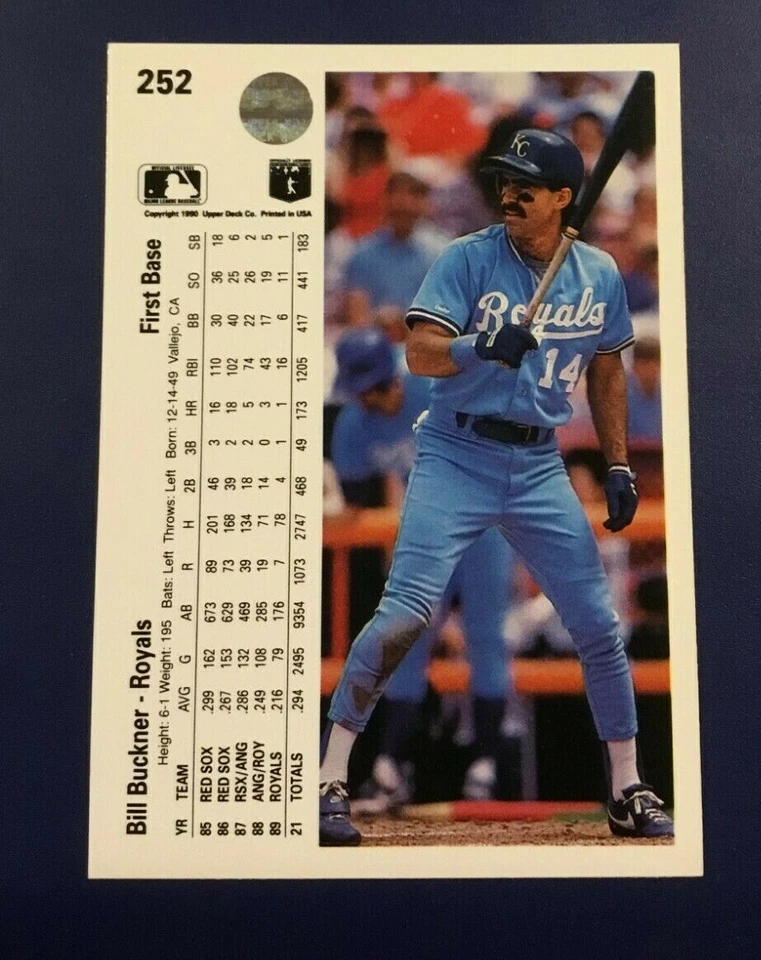 252
OFFICIAL LICENSEE
MAJOR LEAGUE BASEBALL
Copyright 1990 Upper Deck Co. Printed in USA
Bill Buckner - Royals First Base
Height: 6-1 Weight: 195 Bats: Left Throws: Left Born: 12-14-49 Vallejo, CA
YR TEAM AVG G AB R H 2B 3B HR RBI BB SO SB
85 RED SOX .299 162 673 89 201 46 3 16 110 30 36 18
86 RED SOX .267 153 629 73 168 39 2 18 102 40 25 6
87 RSX/ANG .286 132 469 39 134 18 2 5 74 22 26 2
88 ANG/ROY .249 108 285 19 71 14 0 3 43 17 19 5
89 ROYALS .216 79 176 7 78 4 1 1 16 6 11 1
21 TOTALS .294 2495 9354 1073 2747 468 49 173 1205 417 441 183
KC
Royals
14